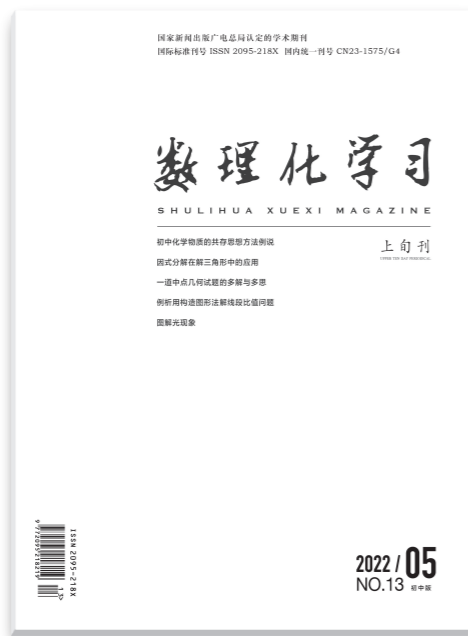 国家新闻出版广电总局认定的学术期刊
国际标准刊号 ISSN 2095-218X 国内统一刊号 CN23-1575/G4
数理化学习
SHULIHUA XUEXI MAGAZINE
上旬刊
初中化学物质的共存思想方法例说
因式分解在解三角形中的应用
一道中点几何试题的多解与多思
例析用构造图形法解线段比值问题
图解光现象
ISSN 2095-218X
13>
2022 / 05
NO.13 初中版